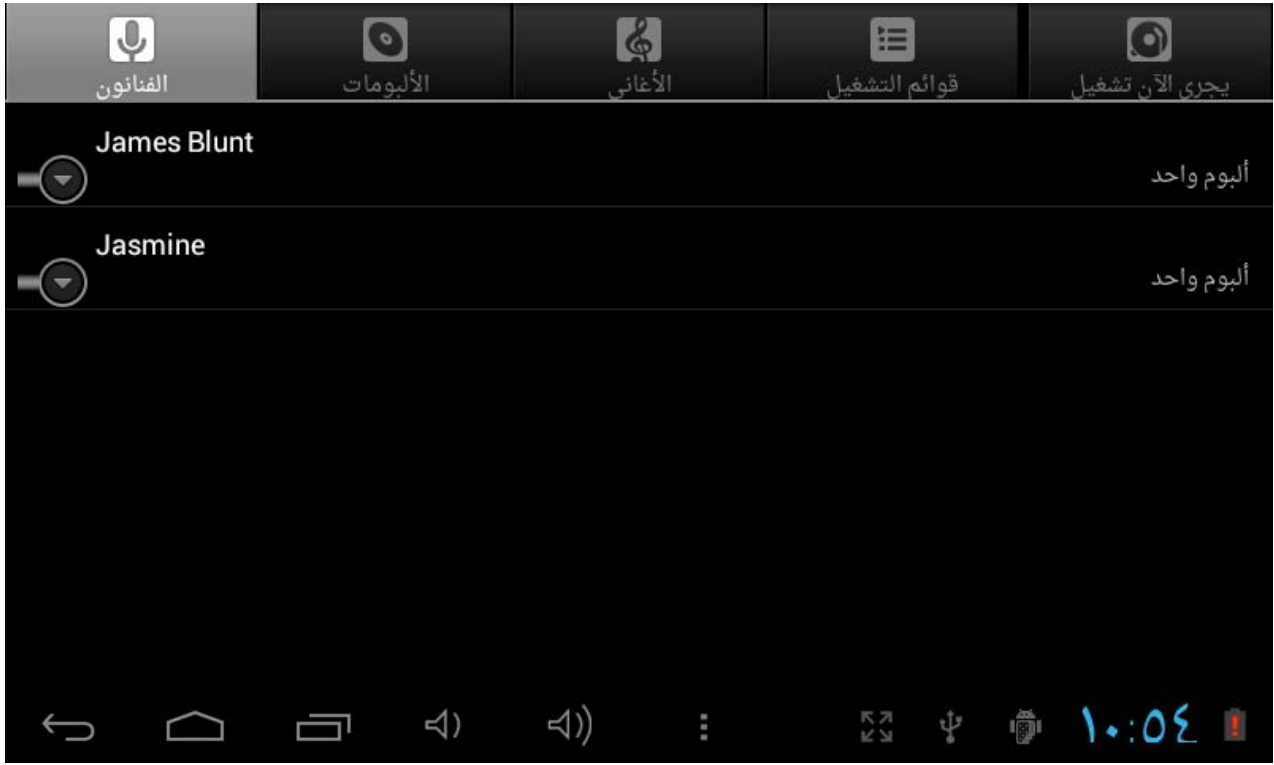 الفنانون
الألبومات
الأغاني
قوائم التشغيل
يجرى الآن تشغيل
James Blunt
ألبوم واحد
Jasmine
ألبوم واحد
١٠:٥٤